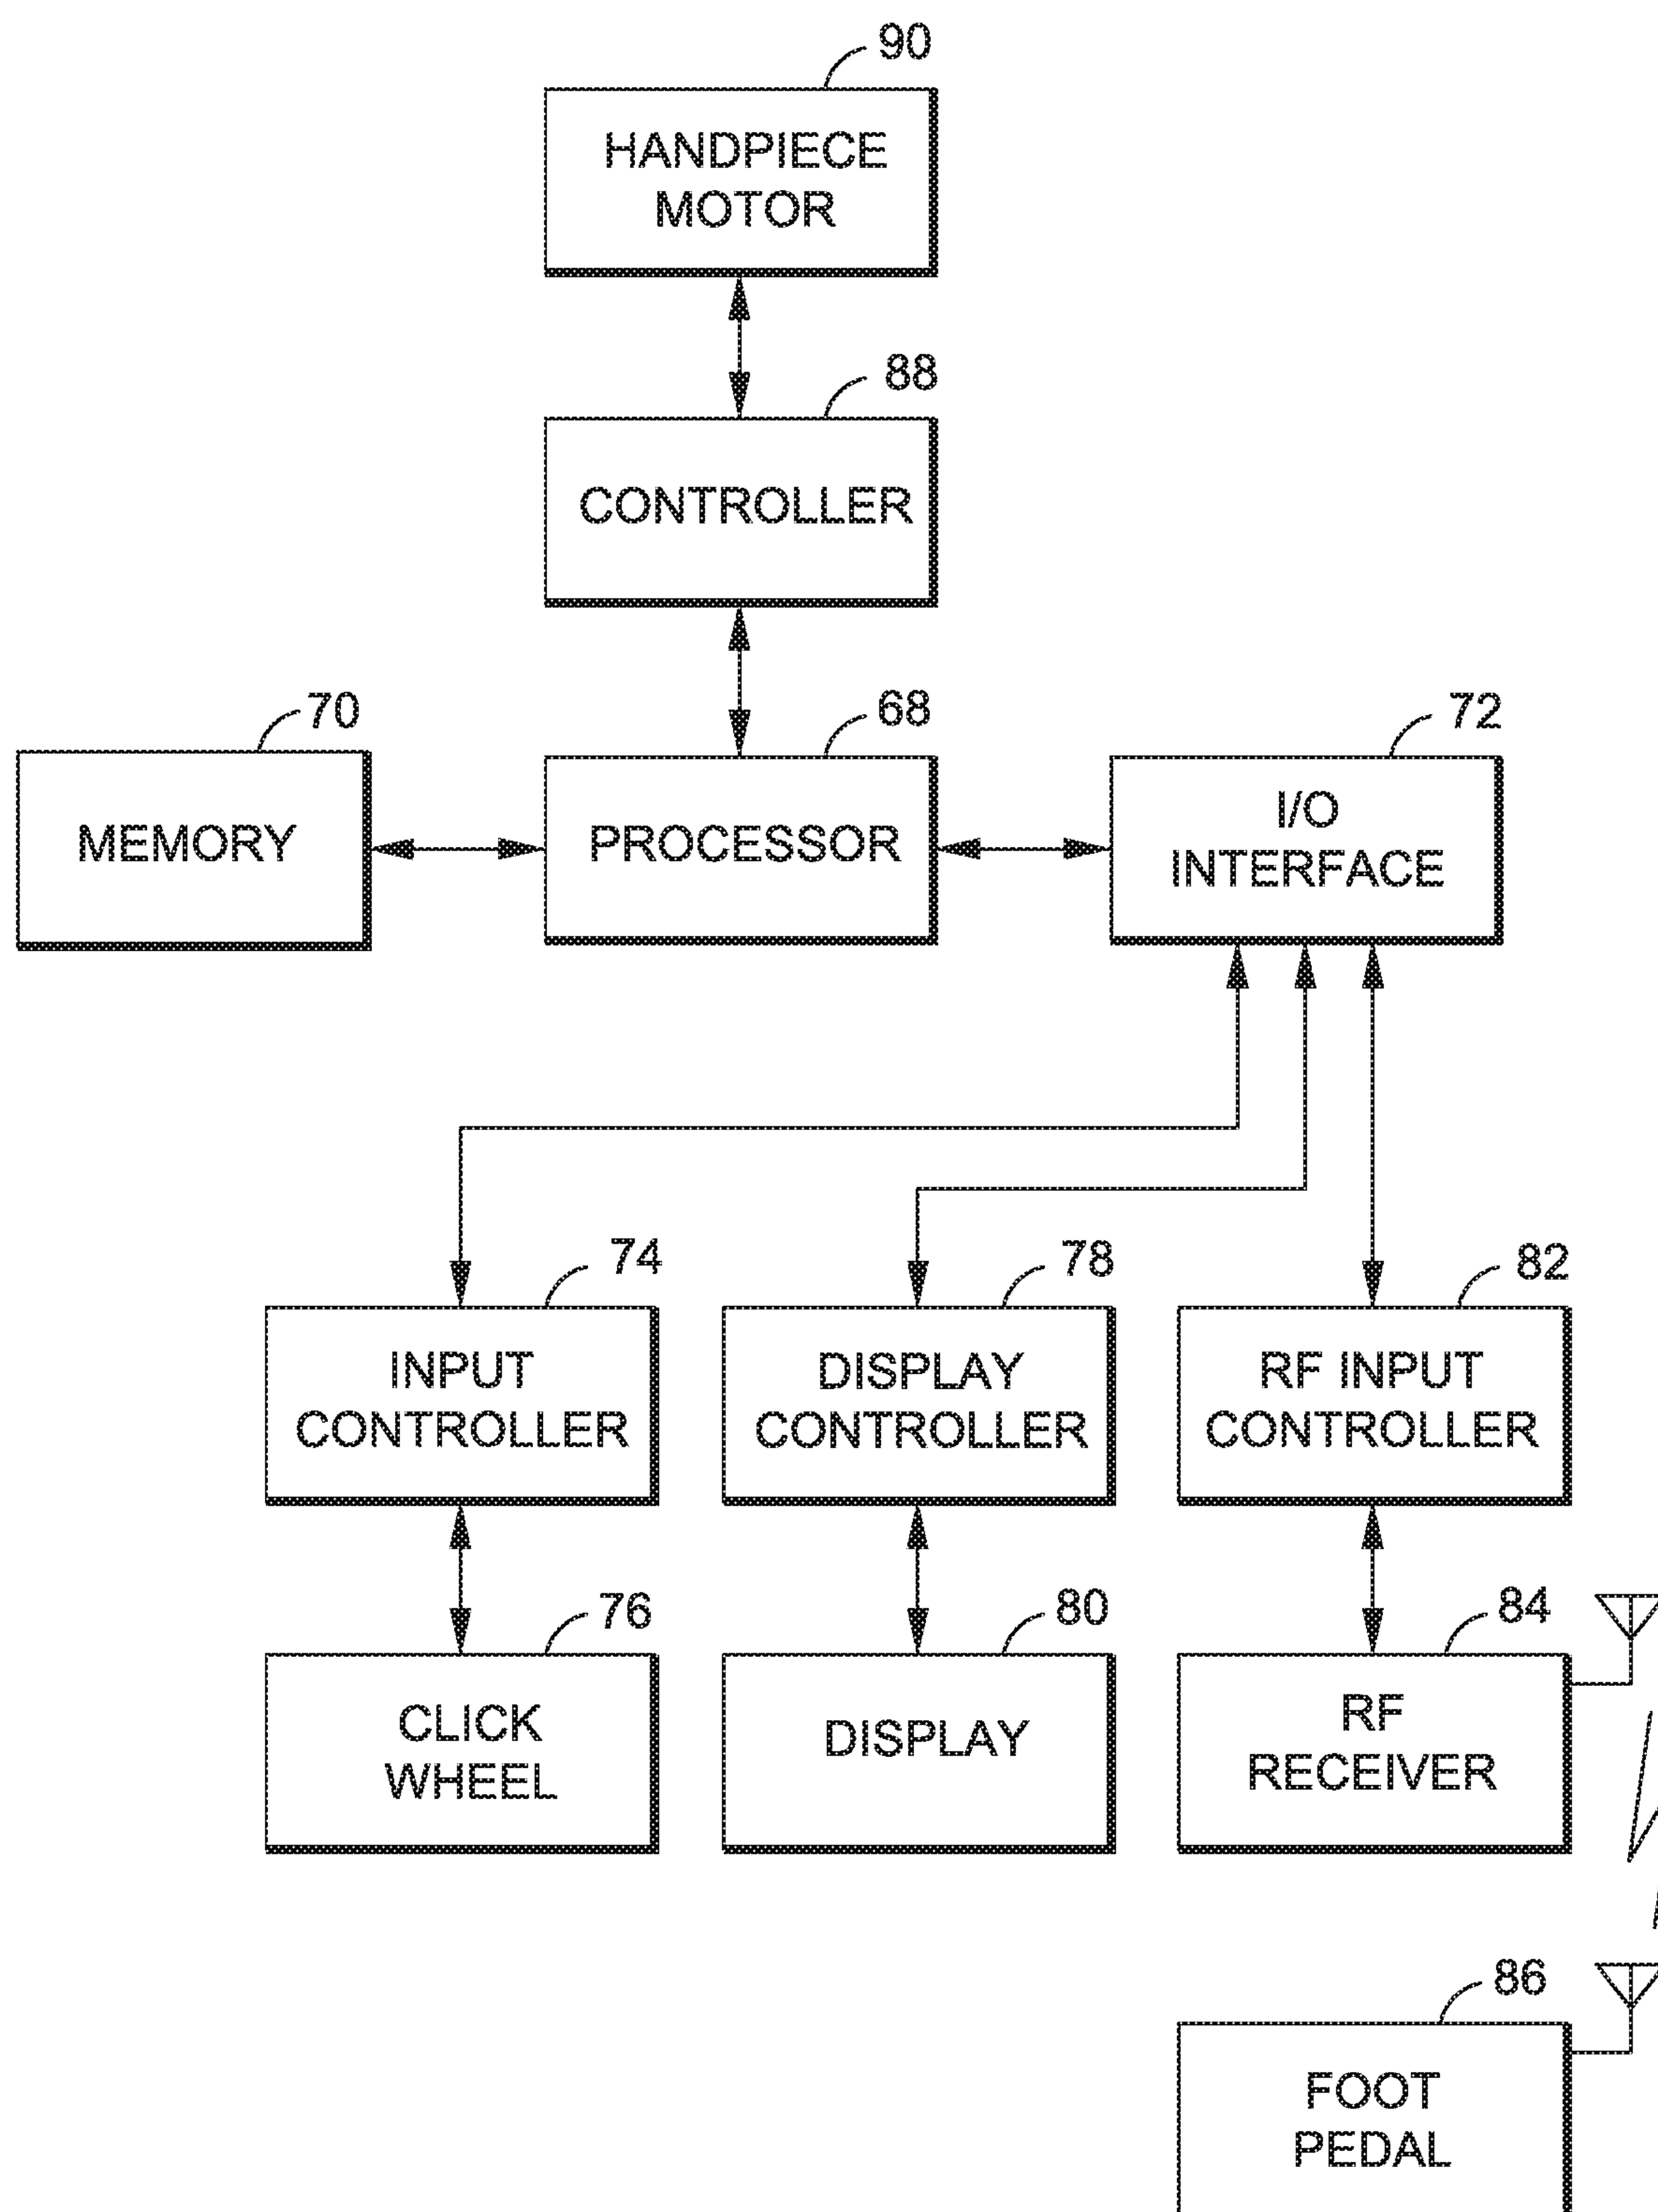 90
HANDPIECE
MOTOR
88
CONTROLLER
70
68
72
MEMORY
PROCESSOR
I/O
INTERFACE
74
78
82
INPUT
CONTROLLER
DISPLAY
CONTROLLER
RF INPUT
CONTROLLER
76
80
84
CLICK
WHEEL
DISPLAY
RF
RECEIVER
86
FOOT
PEDAL